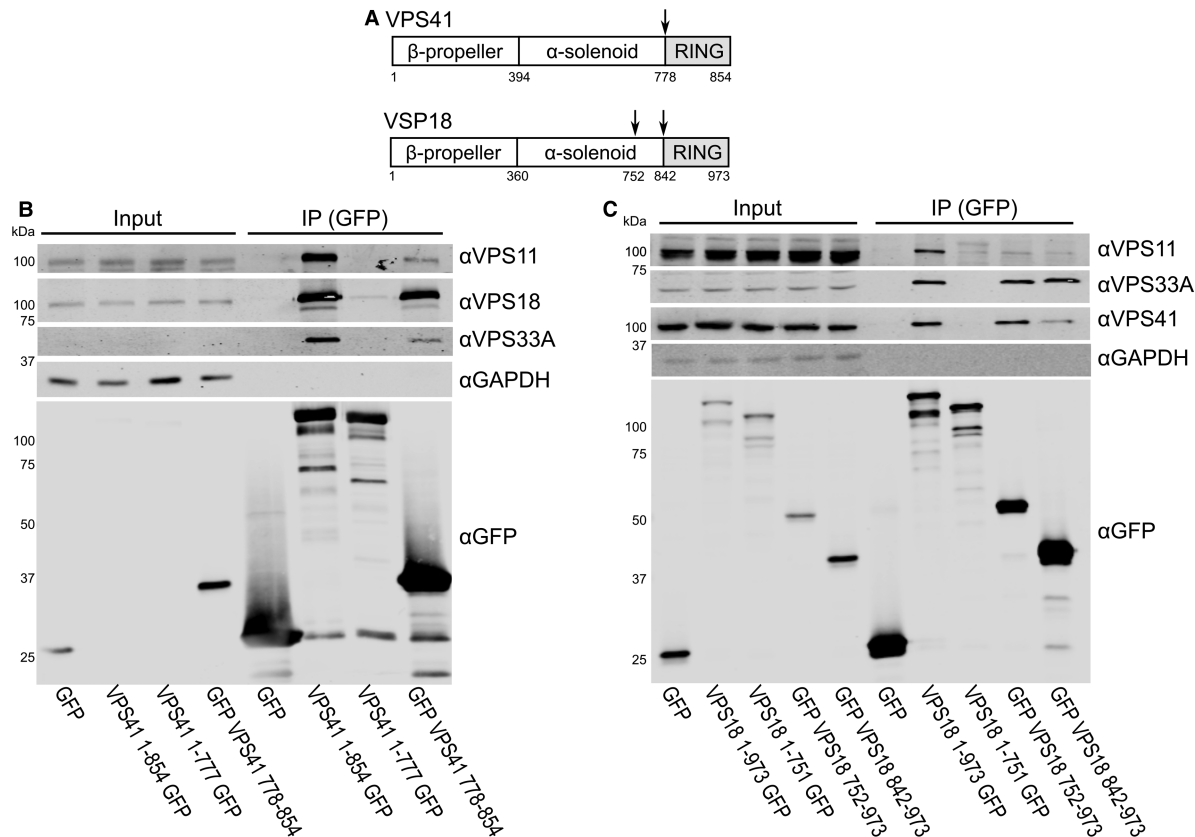 A VPS41
β-propeller α-solenoid RING
1 394 778 854
VSP18
β-propeller α-solenoid RING
1 360 752 842 973
B
Input IP (GFP)
kDa
100 αVPS11
100 αVPS18
75
αVPS33A
37
αGAPDH
100
75
50
αGFP
37
25
GFP
VPS41 1-854 GFP
VPS41 1-777 GFP
GFP VPS41 778-854
GFP
VPS41 1-854 GFP
VPS41 1-777 GFP
GFP VPS41 778-854
C
Input IP (GFP)
kDa
100 αVPS11
75
αVPS33A
100 αVPS41
37
αGAPDH
100
75
50
αGFP
37
25
GFP
VPS18 1-973 GFP
VPS18 1-751 GFP
GFP VPS18 752-973
GFP VPS18 842-973
GFP
VPS18 1-973 GFP
VPS18 1-751 GFP
GFP VPS18 752-973
GFP VPS18 842-973